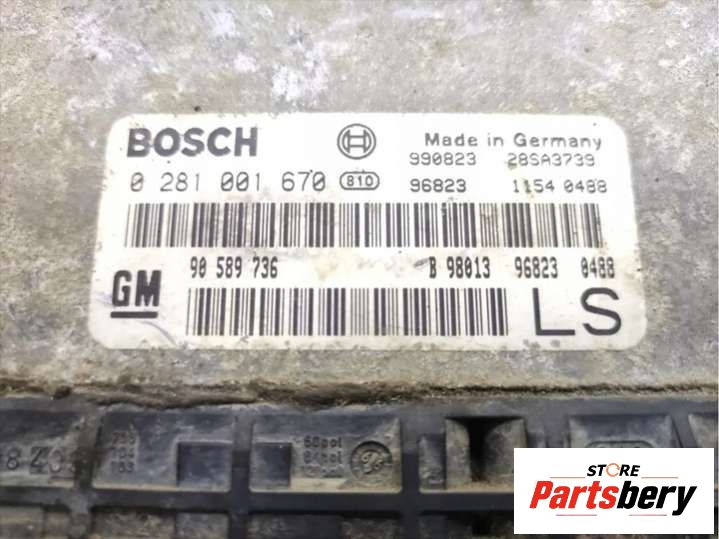 BOSCH
Made in Germany
990823 28SA3739
0 281 001 670 810 96823 1154 0488
90 589 736 B 98013 96823 0488
GM
LS
STORE
Partsbery